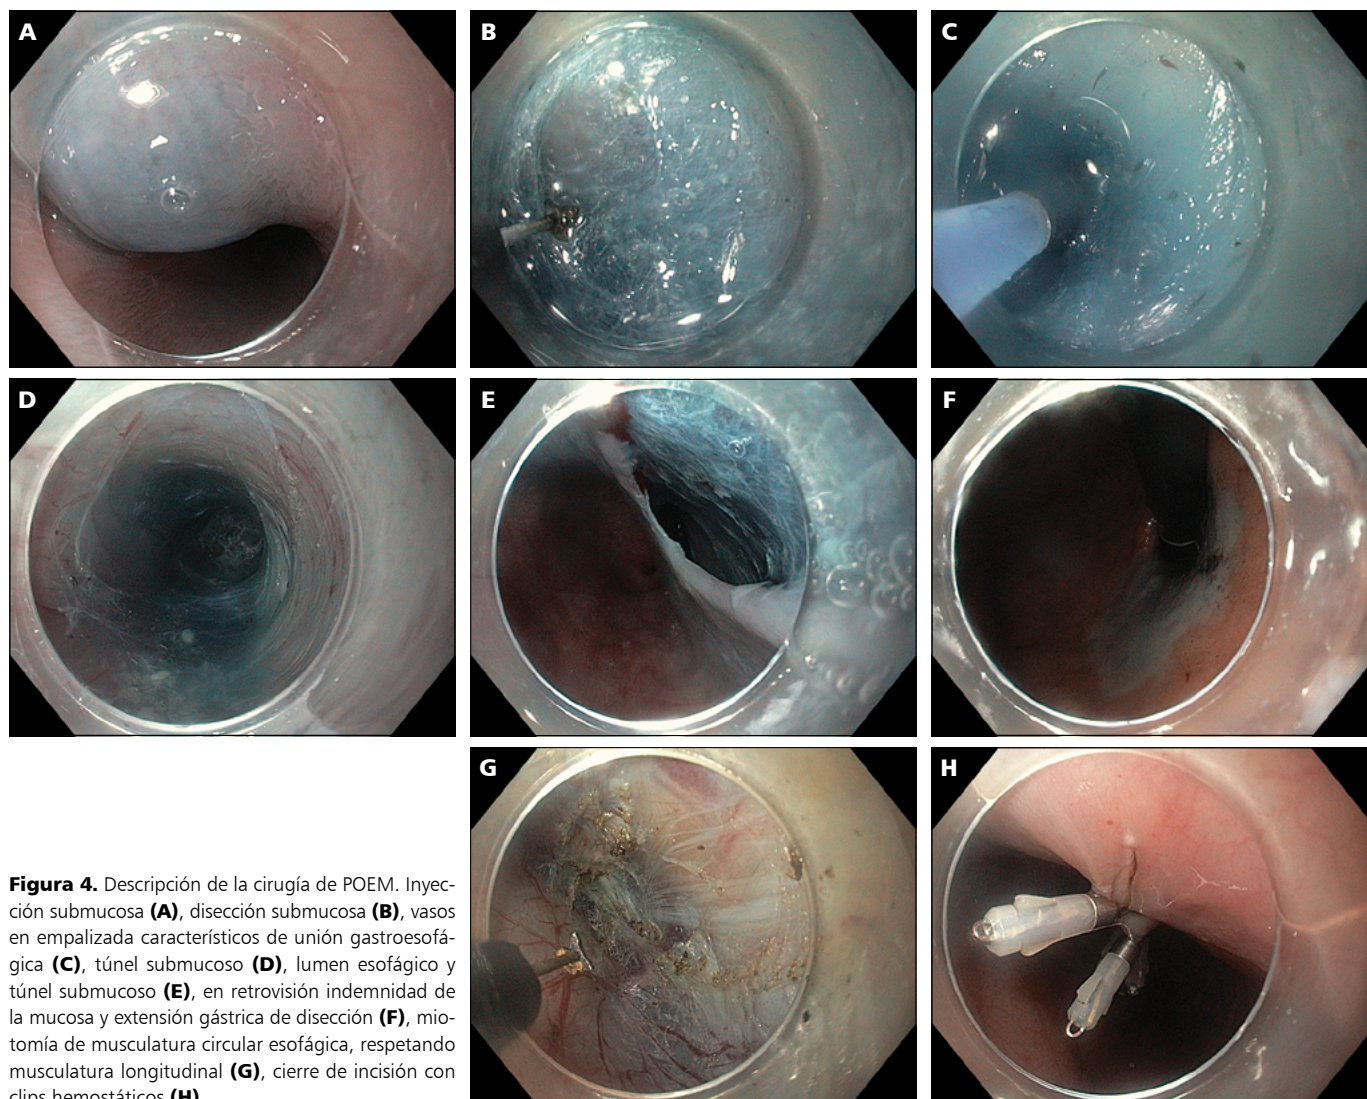 A
B
C
D
E
F
G
H
Figura 4. Descripción de la cirugía de POEM. Inyec-
ción submucosa (A), disección submucosa (B), vasos
en empalizada característicos de unión gastroesofá-
gica (C), túnel submucoso (D), lumen esofágico y
túnel submucoso (E), en retrovisión indemnidad de
la mucosa y extensión gástrica de disección (F), mio-
tomía de musculatura circular esofágica, respetando
musculatura longitudinal (G), cierre de incisión con
clips hemostáticos (H).